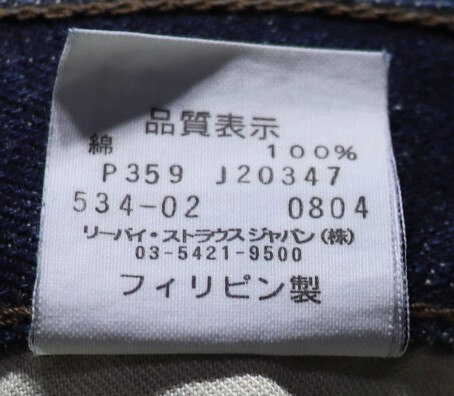 品質表示
綿 100%
P359 J20347
534-02 0804
リーバイ・ストラウス ジャパン(株)
03-5421-9500
フィリピン製